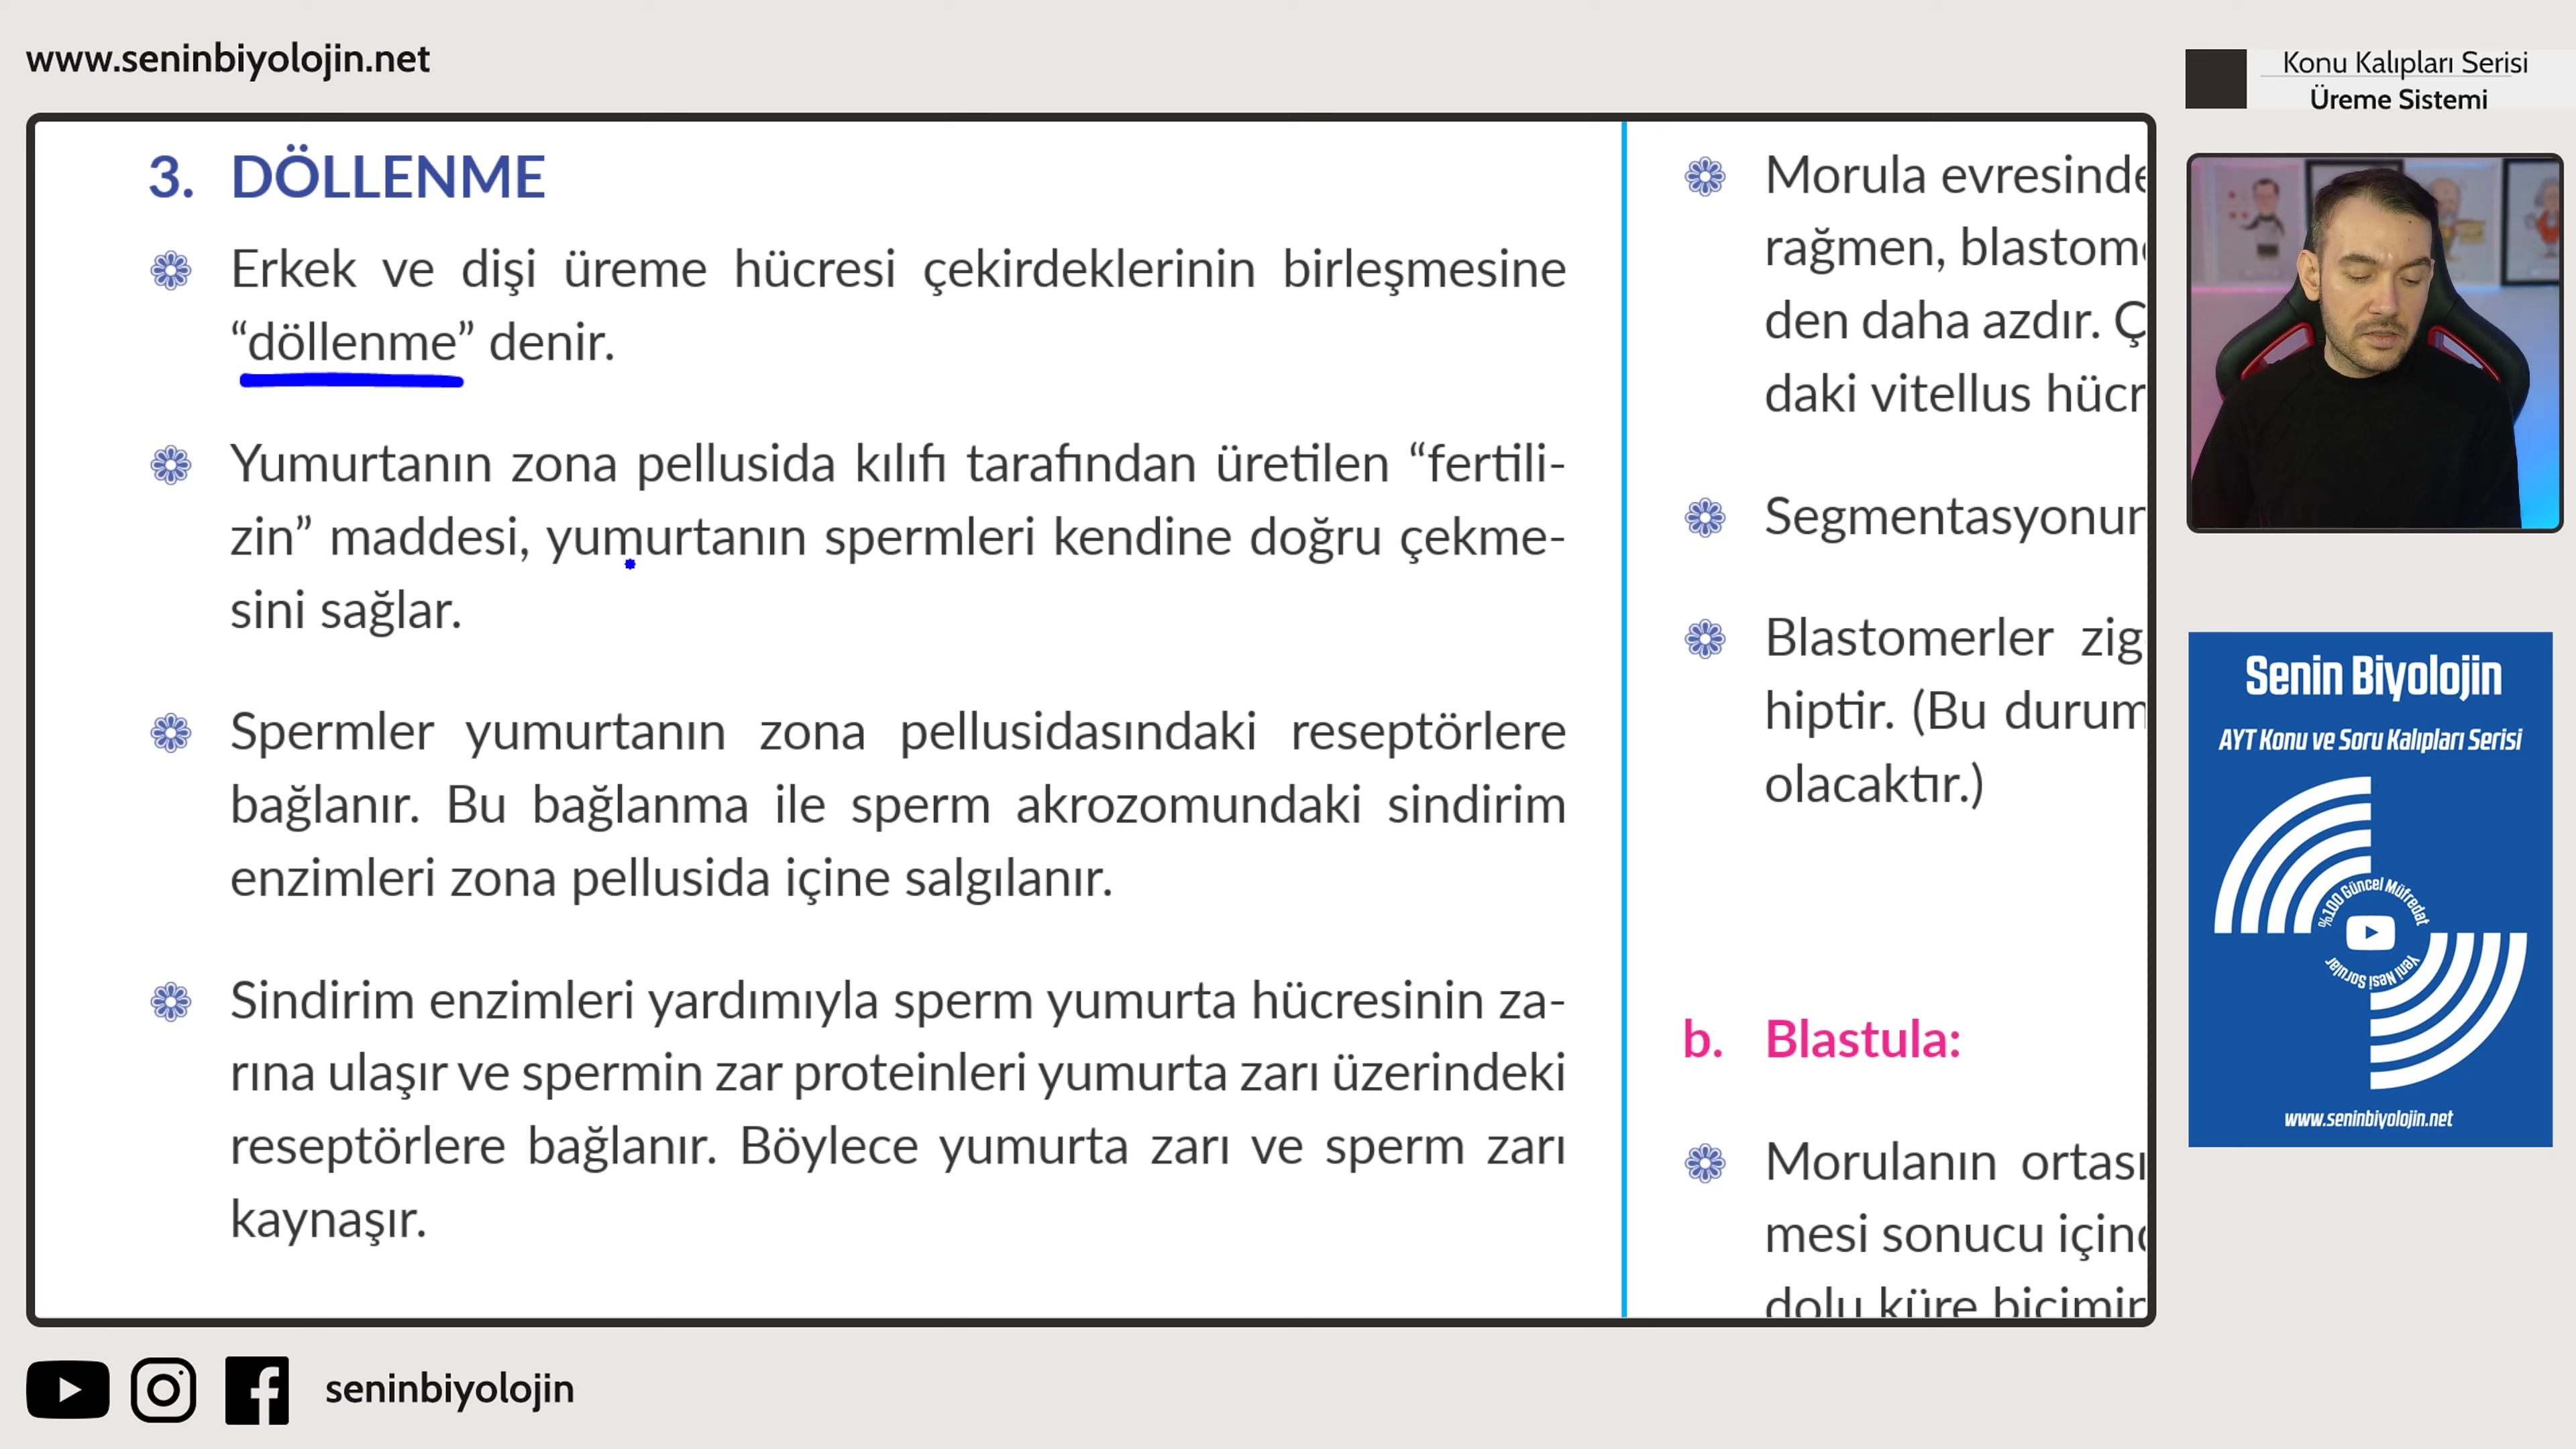 www.seninbiyolojin.net
Konu Kalıpları Serisi
Üreme Sistemi
3. DÖLLENME
Erkek ve dişi üreme hücresi çekirdeklerinin birleşmesine
“döllenme” denir.
Yumurtanın zona pellusida kılıfı tarafından üretilen “fertili-
zin” maddesi, yumurtanın spermleri kendine doğru çekme-
sini sağlar.
Spermler yumurtanın zona pellusidasındaki reseptörlere
bağlanır. Bu bağlanma ile sperm akrozomundaki sindirim
enzimleri zona pellusida içine salgılanır.
Sindirim enzimleri yardımıyla sperm yumurta hücresinin za-
rına ulaşır ve spermin zar proteinleri yumurta zarı üzerindeki
reseptörlere bağlanır. Böylece yumurta zarı ve sperm zarı
kaynaşır.
Morula evresinde
rağmen, blastom
den daha azdır. Ç
daki vitellus hücr
Segmentasyonun
Blastomerler zig
hiptir. (Bu durum
olacaktır.)
b. Blastula:
Morulanın ortası
mesi sonucu için
dolu küre biçimin
Senin Biyolojin
AYT Konu ve Soru Kalıpları Serisi
%100 Güncel Müfredat
Yeni Nesi Sorular
www.seninbiyolojin.net
seninbiyolojin